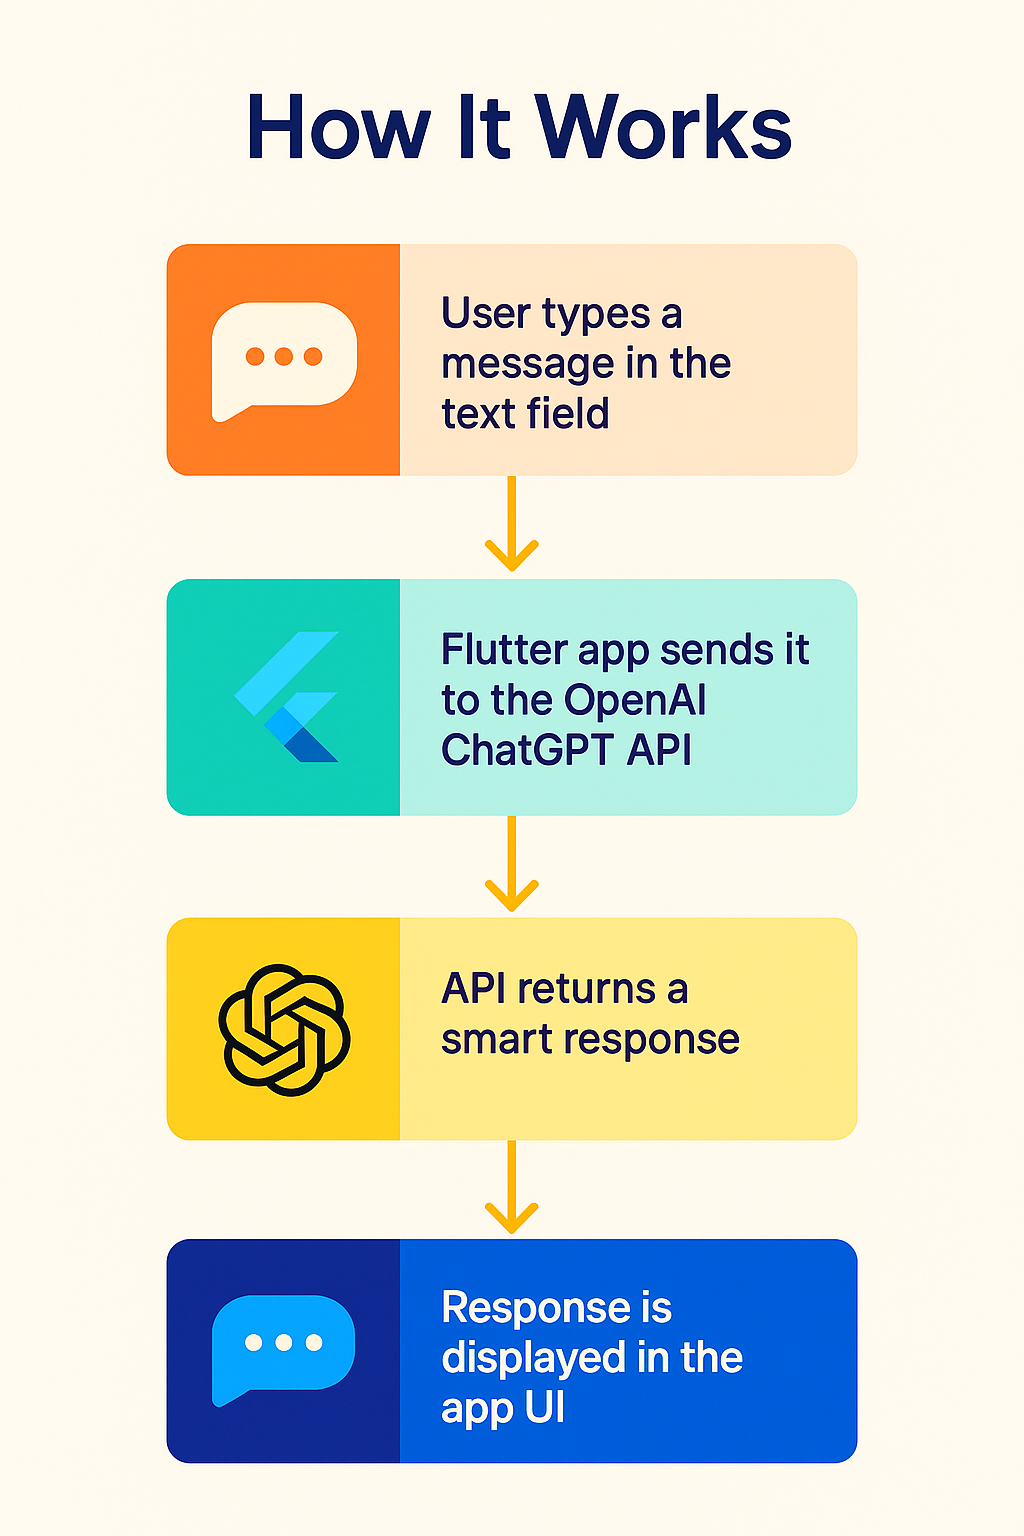 How It Works
User types a
message in the
text field
Flutter app sends it
to the OpenAI
ChatGPT API
API returns a
smart response
Response is
displayed in the
app UI